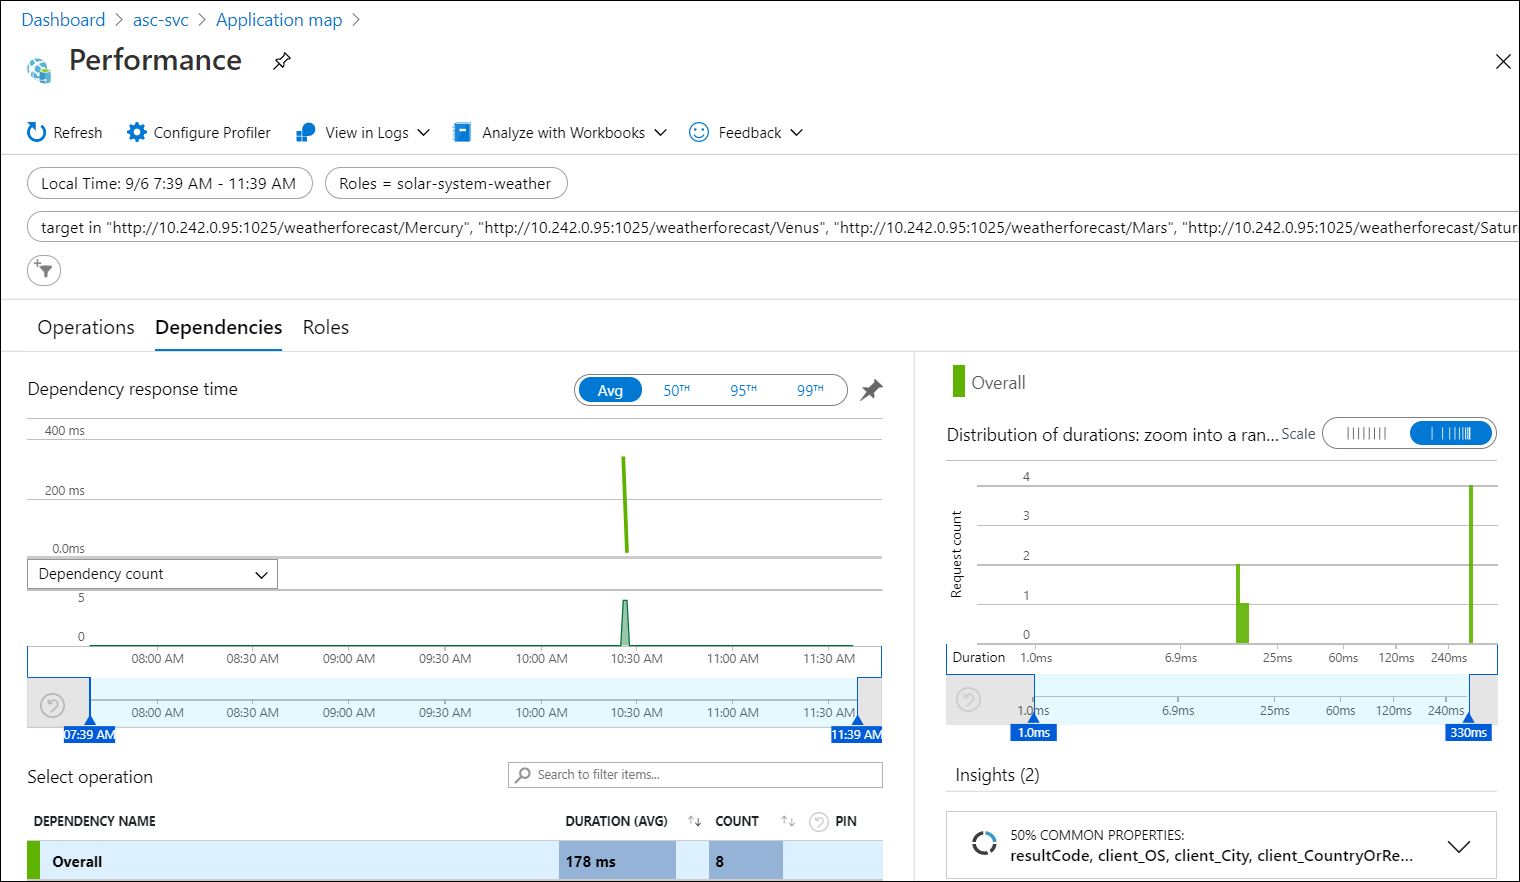 Dashboard > asc-svc > Application map >
Performance
Refresh Configure Profiler View in Logs Analyze with Workbooks Feedback
Local Time: 9/6 7:39 AM - 11:39 AM Roles = solar-system-weather
target in "http://10.242.0.95:1025/weatherforecast/Mercury", "http://10.242.0.95:1025/weatherforecast/Venus", "http://10.242.0.95:1025/weatherforecast/Mars", "http://10.242.0.95:1025/weatherforecast/Satur
Operations Dependencies Roles
Dependency response time
Avg 50TH 95TH 99TH
400 ms
200 ms
0.0ms
Dependency count
5
0
08:00 AM 08:30 AM 09:00 AM 09:30 AM 10:00 AM 10:30 AM 11:00 AM 11:30 AM
08:00 AM 08:30 AM 09:00 AM 09:30 AM 10:00 AM 10:30 AM 11:00 AM 11:30 AM
07:39 AM 11:39 AM
Select operation
Search to filter items...
DEPENDENCY NAME DURATION (AVG) COUNT PIN
Overall 178 ms 8
Overall
Distribution of durations: zoom into a ran... Scale
Request count
4
3
2
1
0
Duration 1.0ms 6.9ms 25ms 60ms 120ms 240ms
1.0ms 6.9ms 25ms 60ms 120ms 240ms
1.0ms 330ms
Insights (2)
50% COMMON PROPERTIES:
resultCode, client_OS, client_City, client_CountryOrRe...